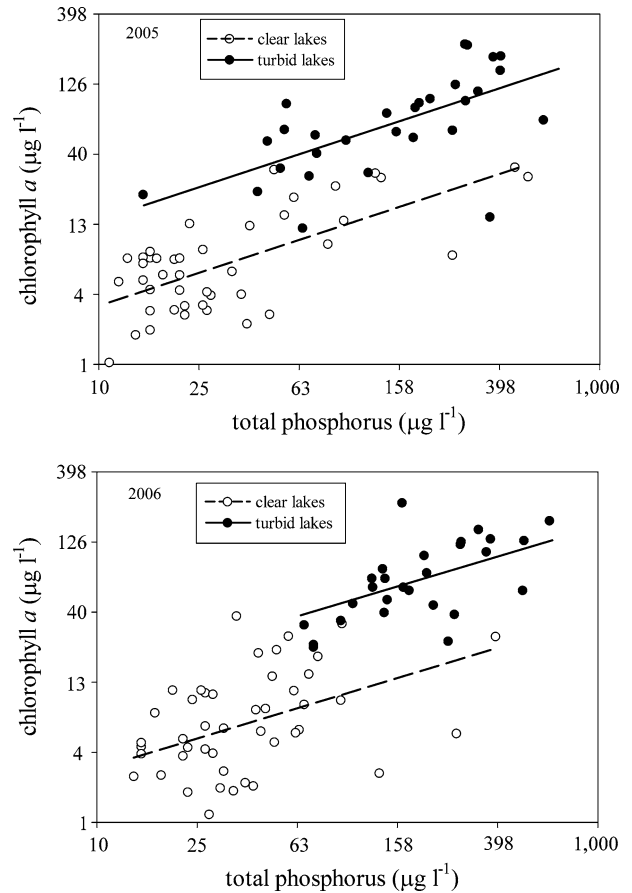 398
2005
clear lakes
turbid lakes
126
40
13
4
1
chlorophyll a (µg l-1)
10 25 63 158 398 1,000
total phosphorus (µg l-1)
398
2006
clear lakes
turbid lakes
126
40
13
4
1
chlorophyll a (µg l-1)
10 25 63 158 398 1,000
total phosphorus (µg l-1)